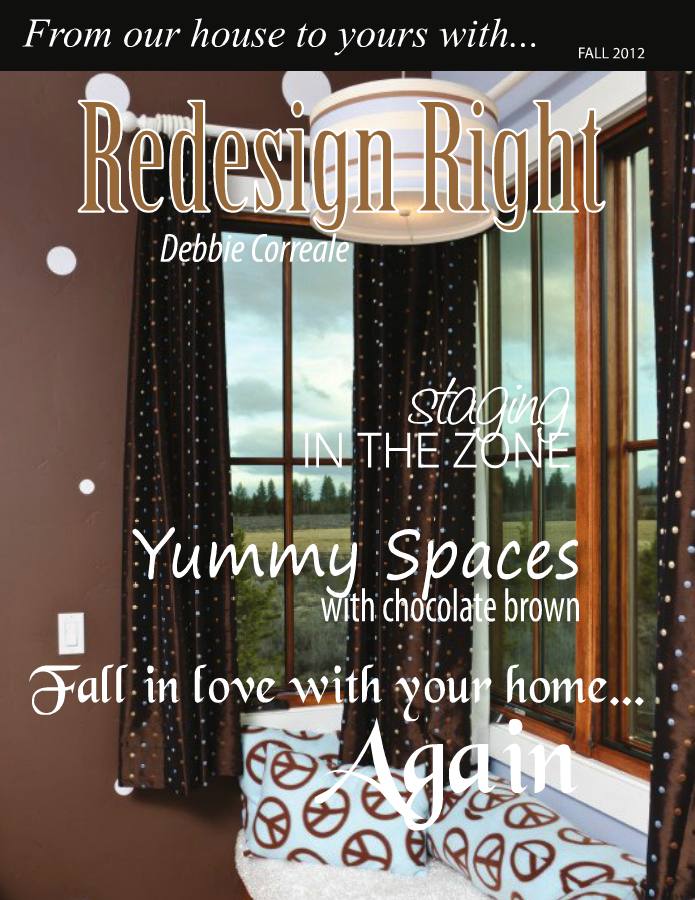 From our house to yours with...
FALL 2012
Redesign Right
Debbie Correale
staging
IN THE ZONE
Yummy Spaces
with chocolate brown
Fall in love with your home...
Again